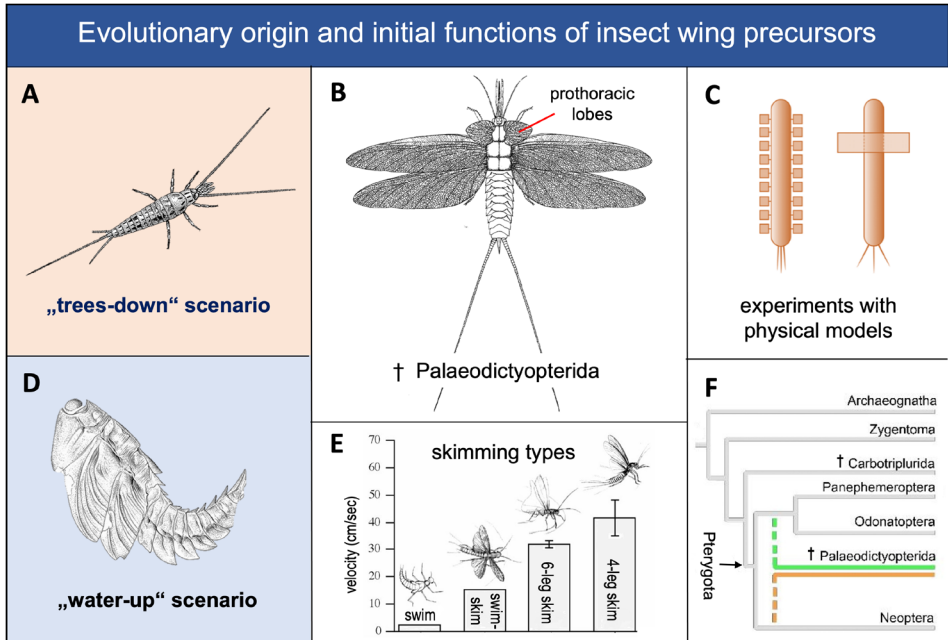 Evolutionary origin and initial functions of insect wing precursors
A
„trees-down“ scenario
B
prothoracic
lobes
† Palaeodictyopterida
C
experiments with
physical models
D
„water-up“ scenario
E
skimming types
velocity (cm/sec)
70
60
50
40
30
20
10
0
swim
swim-
skim
6-leg skim
4-leg skim
F
Archaeognatha
Zygentoma
† Carbotriplurida
Panephemeroptera
Odonatoptera
† Palaeodictyopterida
Neoptera
Pterygota